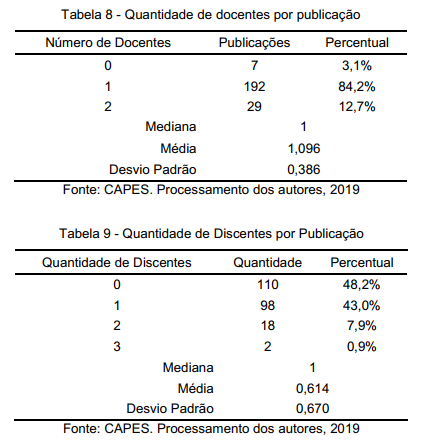 Tabela 8 - Quantidade de docentes por publicação
Número de Docentes Publicações Percentual
0 7 3,1%
1 192 84,2%
2 29 12,7%
Mediana 1
Média 1,096
Desvio Padrão 0,386
Fonte: CAPES. Processamento dos autores, 2019
Tabela 9 - Quantidade de Discentes por Publicação
Quantidade de Discentes Quantidade Percentual
0 110 48,2%
1 98 43,0%
2 18 7,9%
3 2 0,9%
Mediana 1
Média 0,614
Desvio Padrão 0,670
Fonte: CAPES. Processamento dos autores, 2019